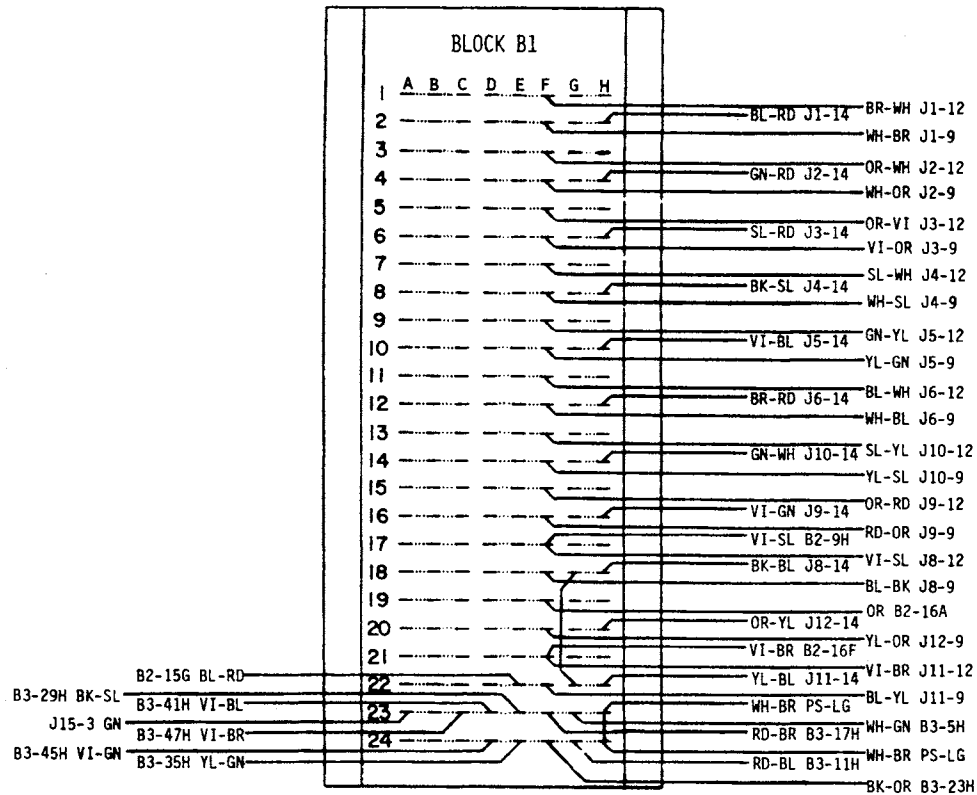 BLOCK B1
A B C D E F G H
1
BR-WH J1-12
BL-RD J1-14
2
WH-BR J1-9
3
OR-WH J2-12
GN-RD J2-14
4
WH-OR J2-9
5
OR-VI J3-12
SL-RD J3-14
6
VI-OR J3-9
7
SL-WH J4-12
BK-SL J4-14
8
WH-SL J4-9
9
GN-YL J5-12
VI-BL J5-14
10
YL-GN J5-9
11
BL-WH J6-12
BR-RD J6-14
12
WH-BL J6-9
13
SL-YL J10-12
GN-WH J10-14
14
YL-SL J10-9
15
OR-RD J9-12
VI-GN J9-14
16
RD-OR J9-9
17
VI-SL B2-9H
VI-SL J8-12
BK-BL J8-14
18
BL-BK J8-9
19
OR B2-16A
OR-YL J12-14
20
YL-OR J12-9
21
VI-BR B2-16F
VI-BR J11-12
B2-15G BL-RD
YL-BL J11-14
22
B3-29H BK-SL
BL-YL J11-9
B3-41H VI-BL
WH-BR PS-LG
23
J15-3 GN
WH-GN B3-5H
B3-47H VI-BR
RD-BR B3-17H
24
B3-45H VI-GN
WH-BR PS-LG
B3-35H YL-GN
RD-BL B3-11H
BK-OR B3-23H